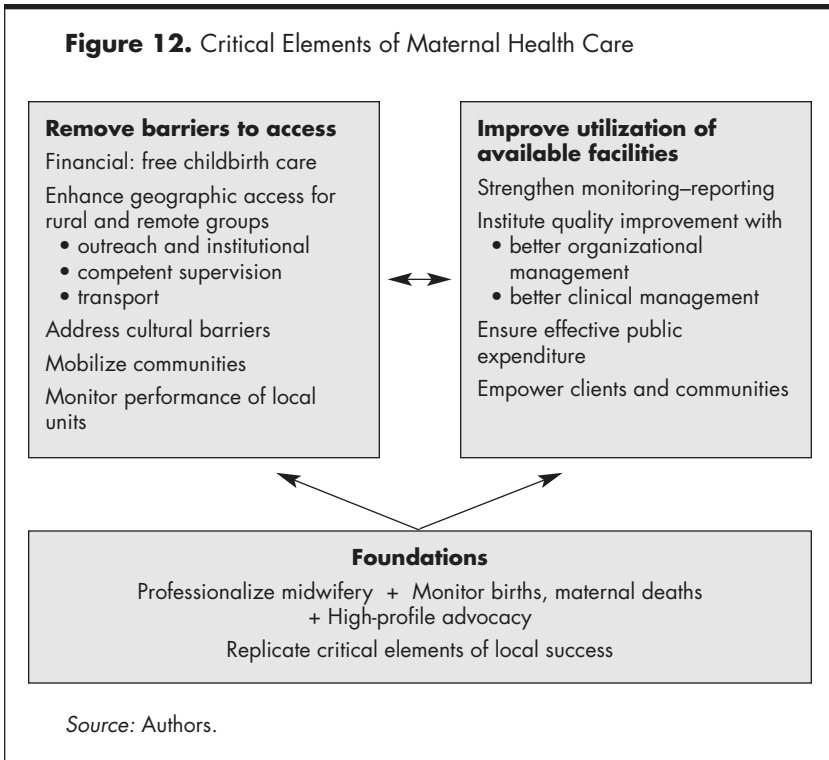 Figure 12. Critical Elements of Maternal Health Care
Remove barriers to access
Financial: free childbirth care
Enhance geographic access for
rural and remote groups
• outreach and institutional
• competent supervision
• transport
Address cultural barriers
Mobilize communities
Monitor performance of local
units
Improve utilization of
available facilities
Strengthen monitoring–reporting
Institute quality improvement with
• better organizational
management
• better clinical management
Ensure effective public
expenditure
Empower clients and communities
Foundations
Professionalize midwifery + Monitor births, maternal deaths
+ High-profile advocacy
Replicate critical elements of local success
Source: Authors.